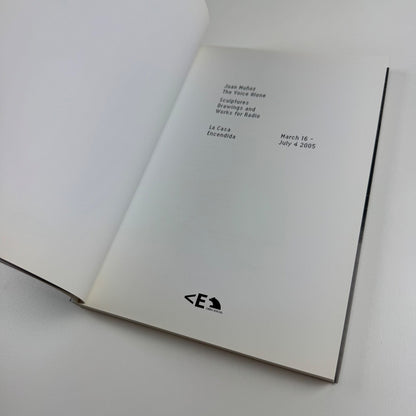 Juan Muñoz
The Voice Alone
Sculptures
Drawings and
Works for Radio
La Casa
Encendida
March 16 –
July 4 2005